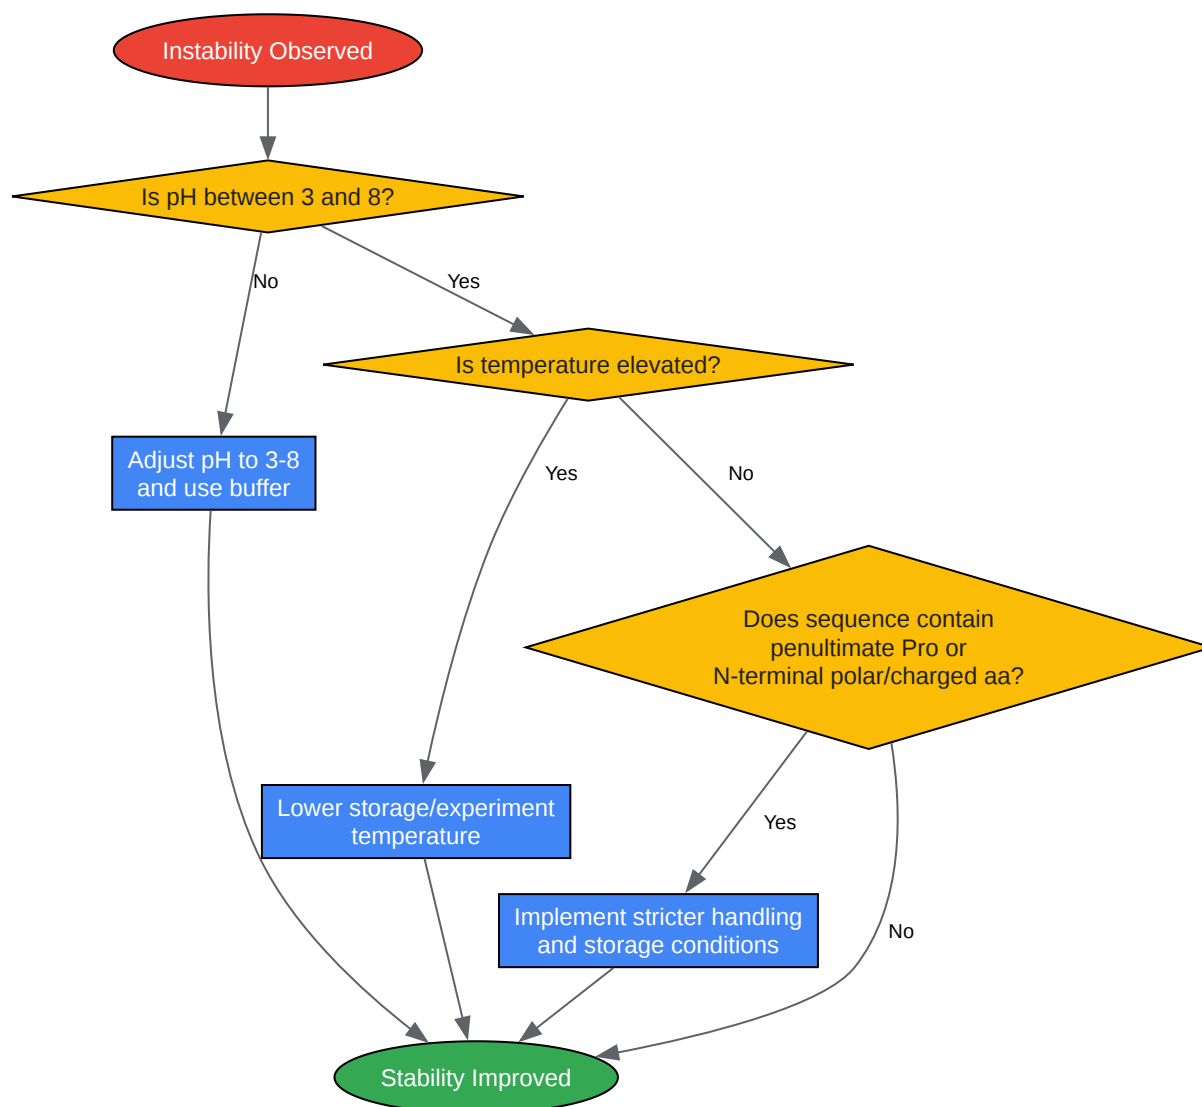 Instability Observed
Is pH between 3 and 8?
No
Yes
Is temperature elevated?
Adjust pH to 3-8
and use buffer
Yes
No
Does sequence contain
penultimate Pro or
N-terminal polar/charged aa?
Lower storage/experiment
temperature
Yes
Implement stricter handling
and storage conditions
No
Stability Improved